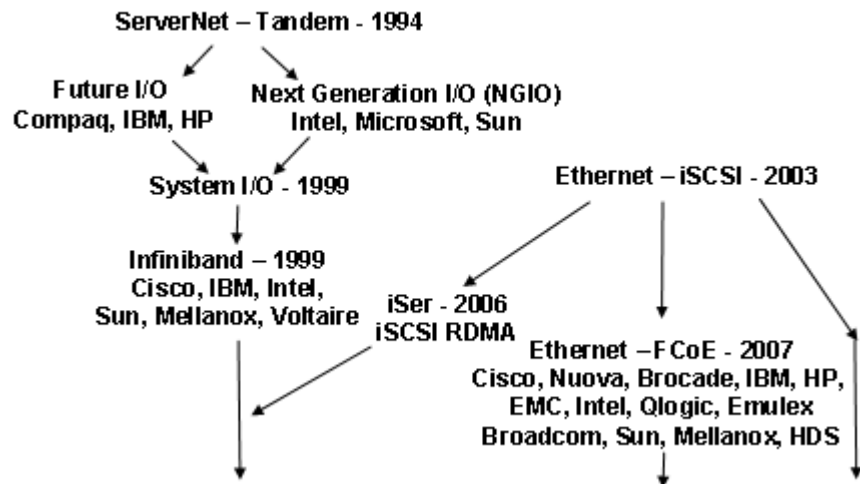 ServerNet – Tandem - 1994
Future I/O
Compaq, IBM, HP
Next Generation I/O (NGIO)
Intel, Microsoft, Sun
System I/O - 1999
Ethernet – iSCSI - 2003
Infiniband – 1999
Cisco, IBM, Intel,
Sun, Mellanox, Voltaire
iSer - 2006
iSCSI RDMA
Ethernet –FCoE - 2007
Cisco, Nuova, Brocade, IBM, HP,
EMC, Intel, Qlogic, Emulex
Broadcom, Sun, Mellanox, HDS